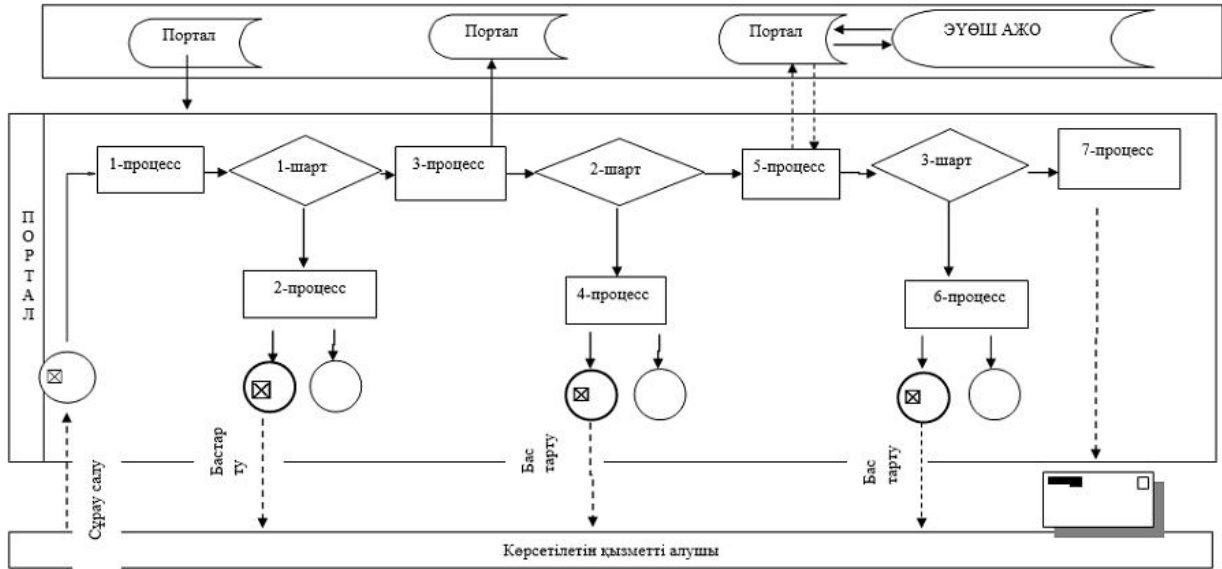 Портал
Портал
Портал
ЭҮӨШ АЖО
1-процесс
1-шарт
3-процесс
2-шарт
5-процесс
3-шарт
7-процесс
ПОРТАЛ
2-процесс
4-процесс
6-процесс
Сұрау салу
Бастар
ту
Бас
тарту
Бас
тарту
Көрсетілетін қызметті алушы